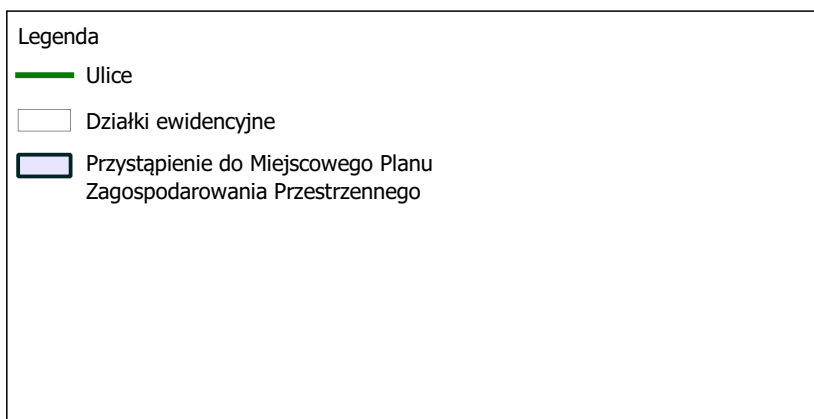 Legenda
Ulice
Działki ewidencyjne
Przystąpienie do Miejscowego Planu
Zagospodarowania Przestrzennego